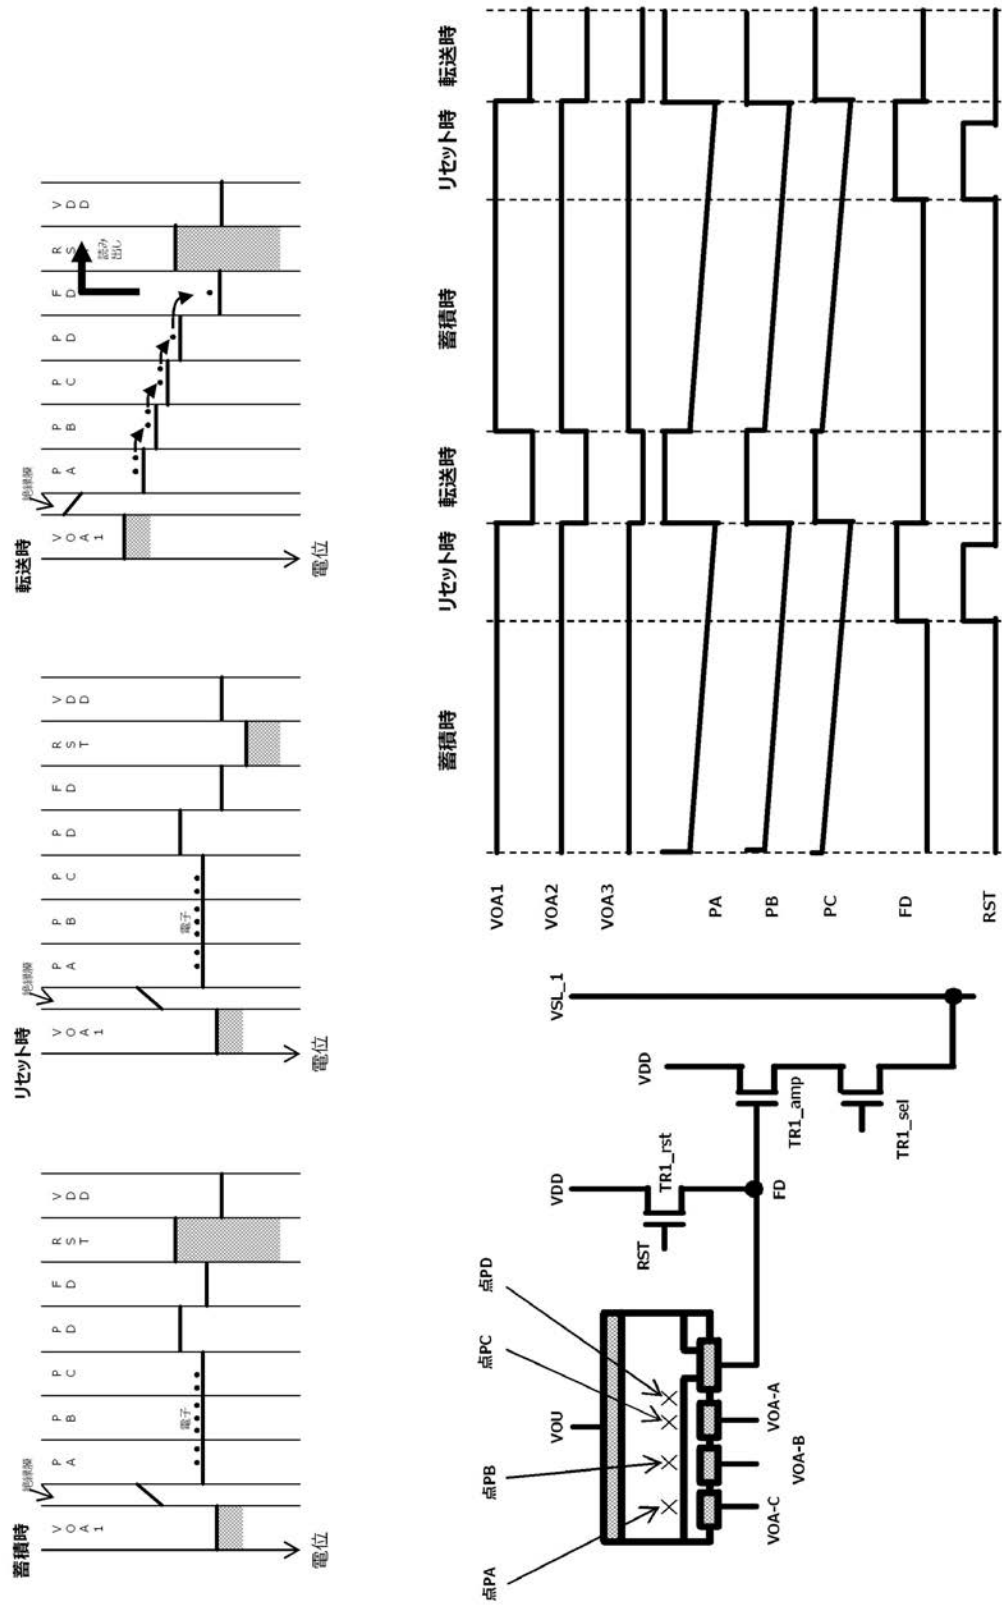 蓄積時
絶縁膜
VOA1
PA
PB
PC
PD
FD
RST
VDD
電子
電位
リセット時
絶縁膜
VOA1
PA
PB
PC
PD
FD
RST
VDD
電子
電位
転送時
絶縁膜
VOA1
PA
PB
PC
PD
FD
RS
VDD
読み
出し
電位
点PA
点PB
点PC
点PD
VOU
VOA-C
VOA-B
VOA-A
RST
VDD
TR1_rst
FD
VDD
TR1_amp
TR1_sel
VSL_1
蓄積時
リセット時
転送時
蓄積時
リセット時
転送時
VOA1
VOA2
VOA3
PA
PB
PC
FD
RST